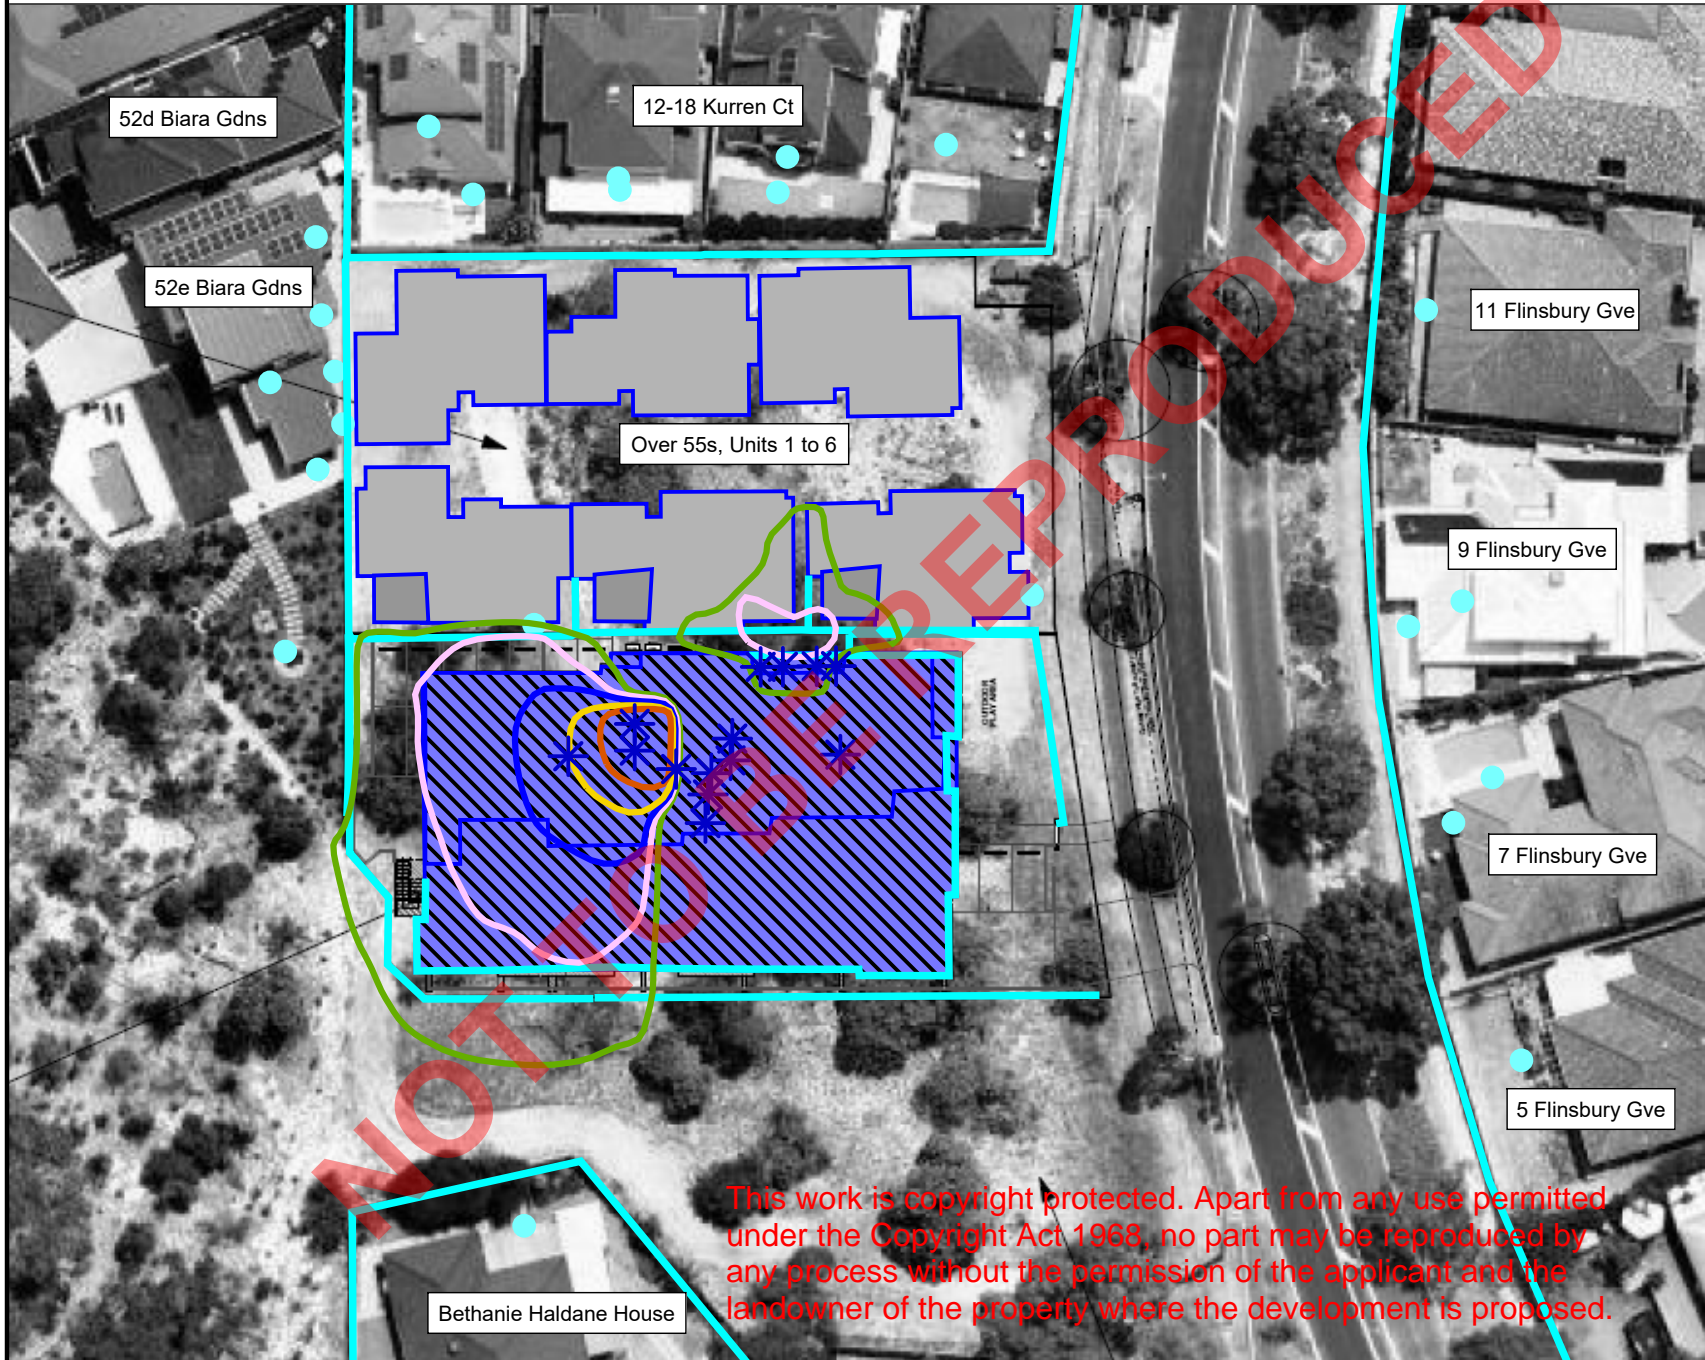 52d Biara Gdns
12-18 Kurren Ct
52e Biara Gdns
11 Flinsbury Gve
Over 55s, Units 1 to 6
9 Flinsbury Gve
OUTDOOR
PLAY AREA
7 Flinsbury Gve
5 Flinsbury Gve
Bethanie Haldane House
NOT TO BE REPRODUCED
This work is copyright protected. Apart from any use permitted
under the Copyright Act 1968, no part may be reproduced by
any process without the permission of the applicant and the
landowner of the property where the development is proposed.